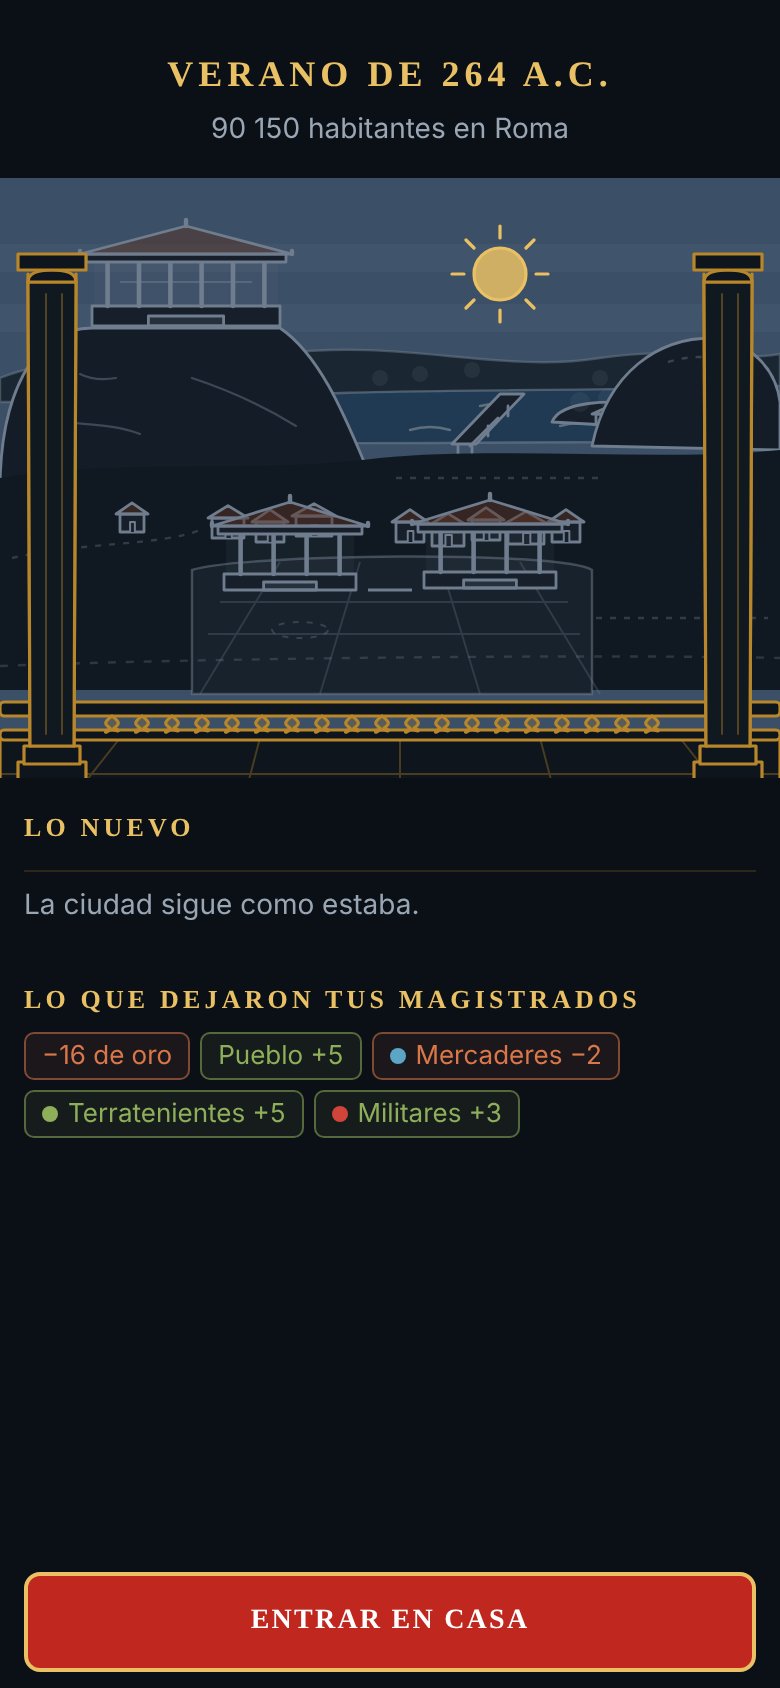 VERANO DE 264 A.C.
90 150 habitantes en Roma
LO NUEVO
La ciudad sigue como estaba.
LO QUE DEJARON TUS MAGISTRADOS
−16 de oro
Pueblo +5
Mercaderes −2
Terratenientes +5
Militares +3
ENTRAR EN CASA